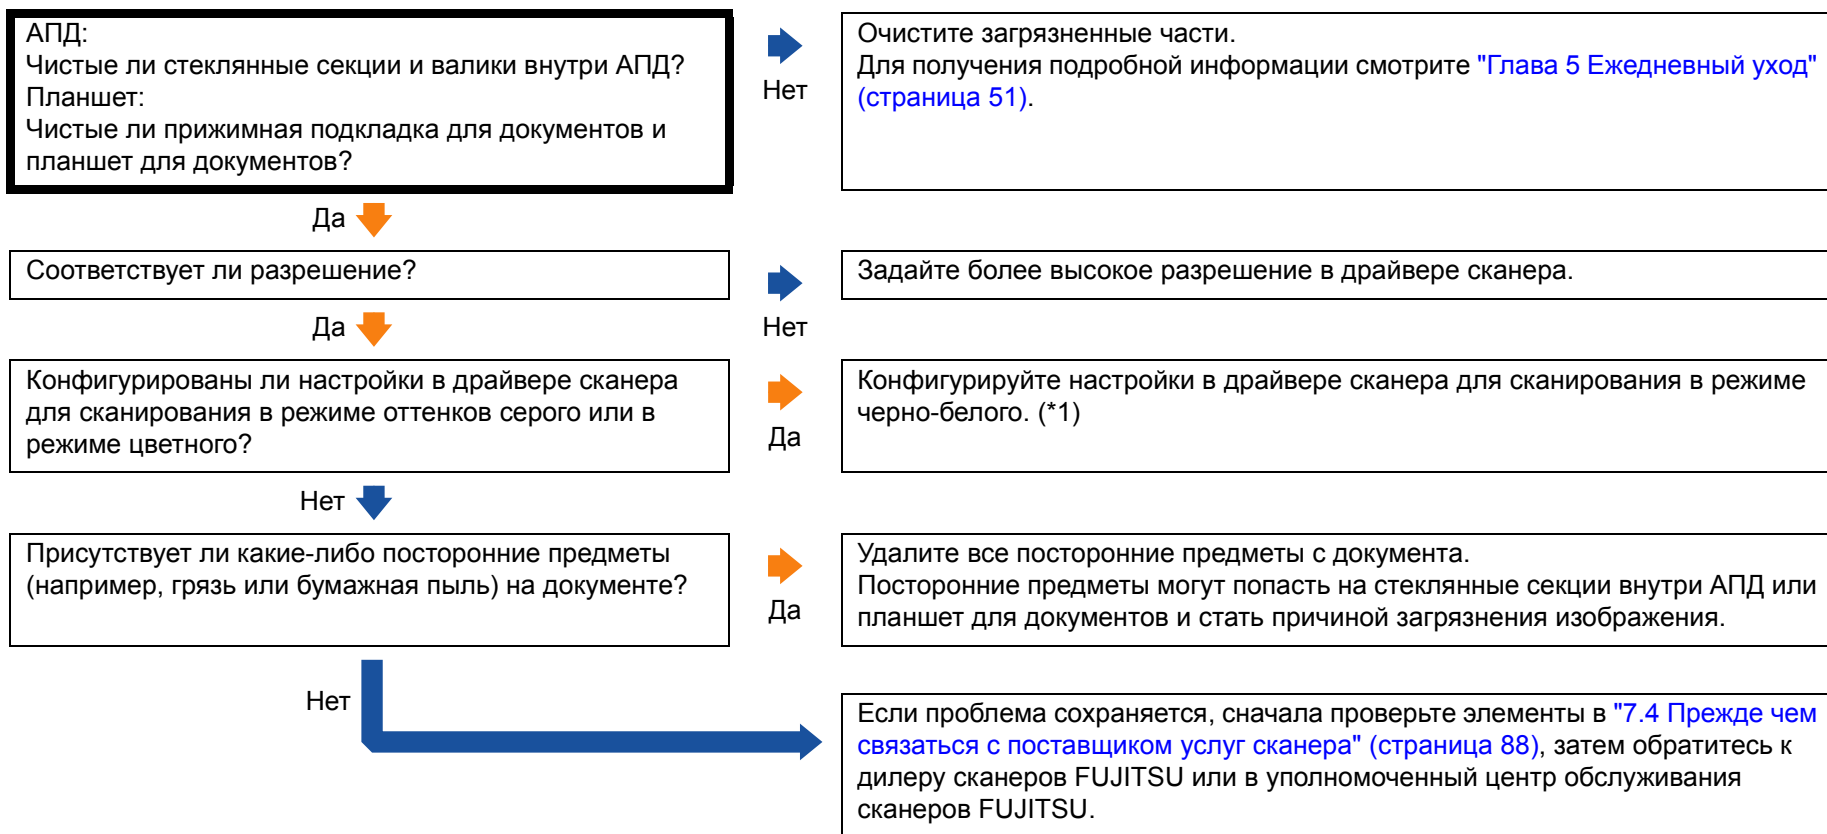 АПД:
Чистые ли стеклянные секции и валики внутри АПД?
Планшет:
Чистые ли прижимная подкладка для документов и
планшет для документов?
Нет
Очистите загрязненные части.
Для получения подробной информации смотрите "Глава 5 Ежедневный уход"
(страница 51).
Да
Соответствует ли разрешение?
Нет
Задайте более высокое разрешение в драйвере сканера.
Да
Конфигурированы ли настройки в драйвере сканера
для сканирования в режиме оттенков серого или в
режиме цветного?
Да
Конфигурируйте настройки в драйвере сканера для сканирования в режиме
черно-белого. (*1)
Нет
Присутствует ли какие-либо посторонние предметы
(например, грязь или бумажная пыль) на документе?
Да
Удалите все посторонние предметы с документа.
Посторонние предметы могут попасть на стеклянные секции внутри АПД или
планшет для документов и стать причиной загрязнения изображения.
Нет
Если проблема сохраняется, сначала проверьте элементы в "7.4 Прежде чем
связаться с поставщиком услуг сканера" (страница 88), затем обратитесь к
дилеру сканеров FUJITSU или в уполномоченный центр обслуживания
сканеров FUJITSU.